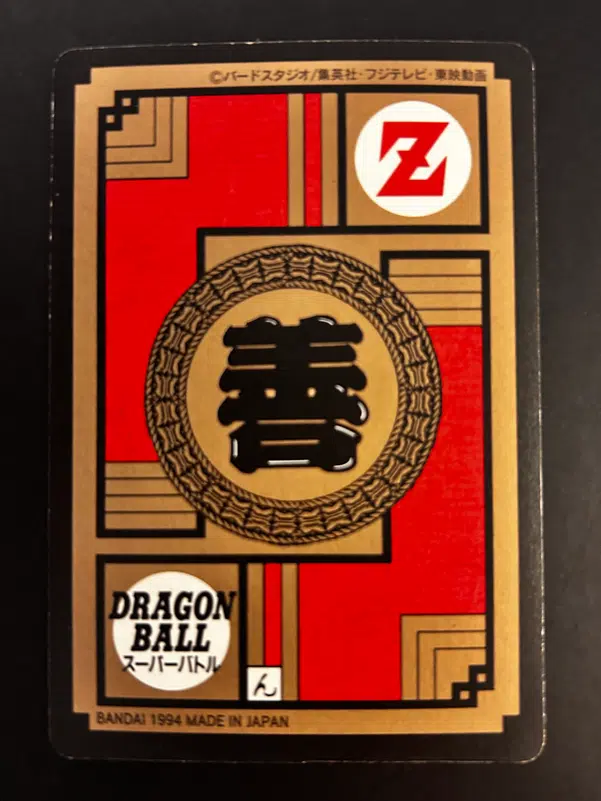 ©バードスタジオ/集英社・フジテレビ・東映動画
Z
善
DRAGON
BALL
スーパーバトル
ん
BANDAI 1994 MADE IN JAPAN